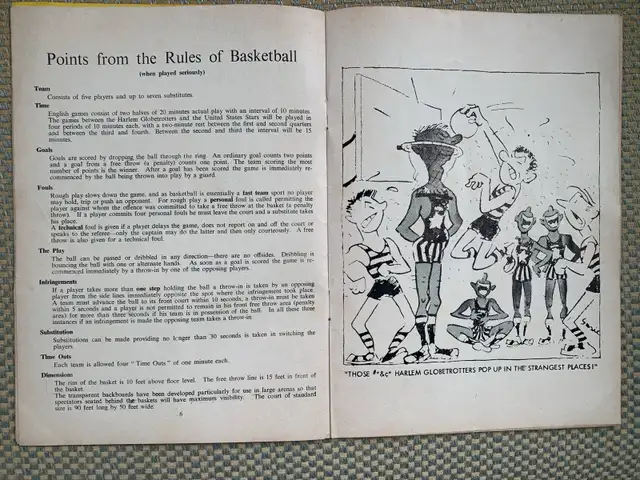 Points from the Rules of Basketball
(when played seriously)
Team
Consists of five players and up to seven substitutes.
Time
English games consist of two halves of 20 minutes actual play with an interval of 10 minutes.
The games between the Harlem Globetrotters and the United States Stars will be played in
four periods of 10 minutes each, with a two-minute rest between the first and second quarters
and between the third and fourth. Between the second and third the interval will be 15
minutes.
Goals
Goals are scored by dropping the ball through the ring. An ordinary goal counts two points
and a goal from a free throw (a penalty) counts one point. The team scoring the most
number of points is the winner. After a goal has been scored the game is immediately re-
commenced by the ball being thrown into play by a guard.
Fouls
Rough play slows down the game, and as basketball is essentially a fast team sport no player
may hold, trip or push an opponent. For rough play a personal foul is called permitting the
player against whom the offence was committed to take a free throw at the basket (a penalty
throw). If a player commits four personal fouls he must leave the court and a substitute takes
his place.
A technical foul is given if a player delays the game, does not report on and off the court or
speaks to the referee—only the captain may do the latter and then only courteously. A free
throw is also given for a technical foul.
The Play
The ball can be passed or dribbled in any direction—there are no offsides. Dribbling is
bouncing the ball with one or alternate hands. As soon as a goal is scored the game is re-
commenced immediately by a throw-in by one of the opposing players.
Infringements
If a player takes more than one step holding the ball a throw-in is taken by an opposing
player from the side lines immediately opposite the spot where the infringement took place.
A team must advance the ball to its front court within 10 seconds, a throw-in must be taken
within 5 seconds and a player is not permitted to remain in his front free throw area (penalty
area) for more than three seconds if his team is in possession of the ball. In all these three
instances if an infringement is made the opponent team takes a throw-in.
Substitution
Substitutions can be made providing no longer than 30 seconds is taken in switching the
players.
Time Outs
Each team is allowed four "Time Outs" of one minute each.
Dimensions
The rim of the basket is 10 feet above floor level. The free throw line is 15 feet in front of
the basket.
The transparent backboards have been developed particularly for use in large arenas so that
spectators seated behind the baskets will have maximum visibility. The court of standard
size is 90 feet long by 50 feet wide.
6
"THOSE #*&¢" HARLEM GLOBETROTTERS POP UP IN THE STRANGEST PLACES!"